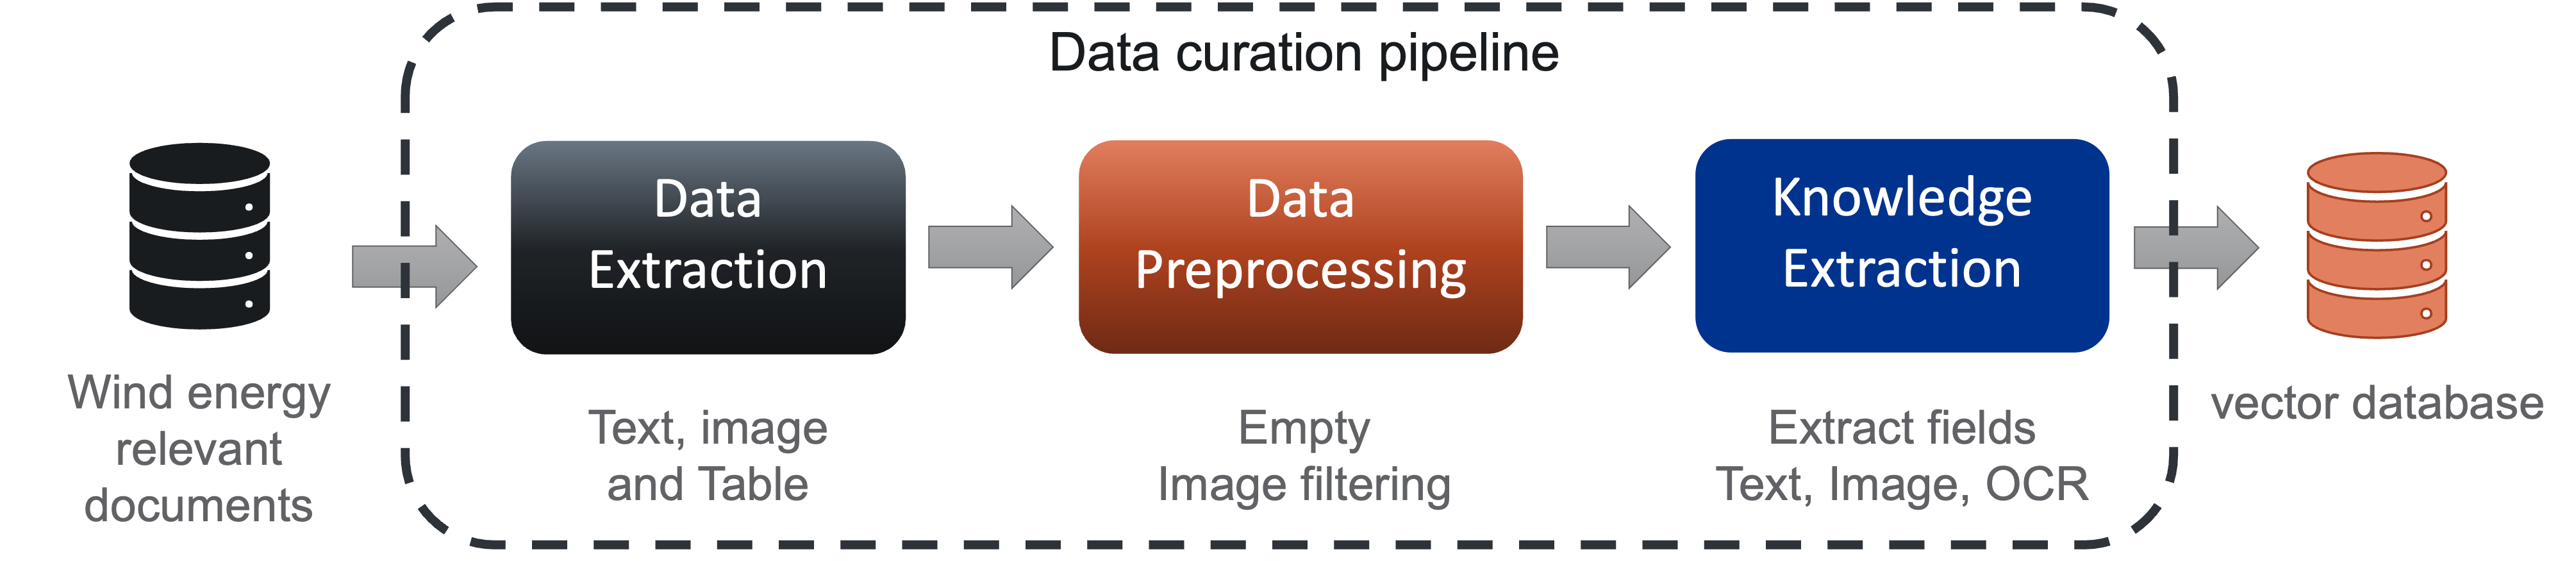 Data curation pipeline
Wind energy
relevant
documents
Data
Extraction
Text, image
and Table
Data
Preprocessing
Empty
Image filtering
Knowledge
Extraction
Extract fields
Text, Image, OCR
vector database